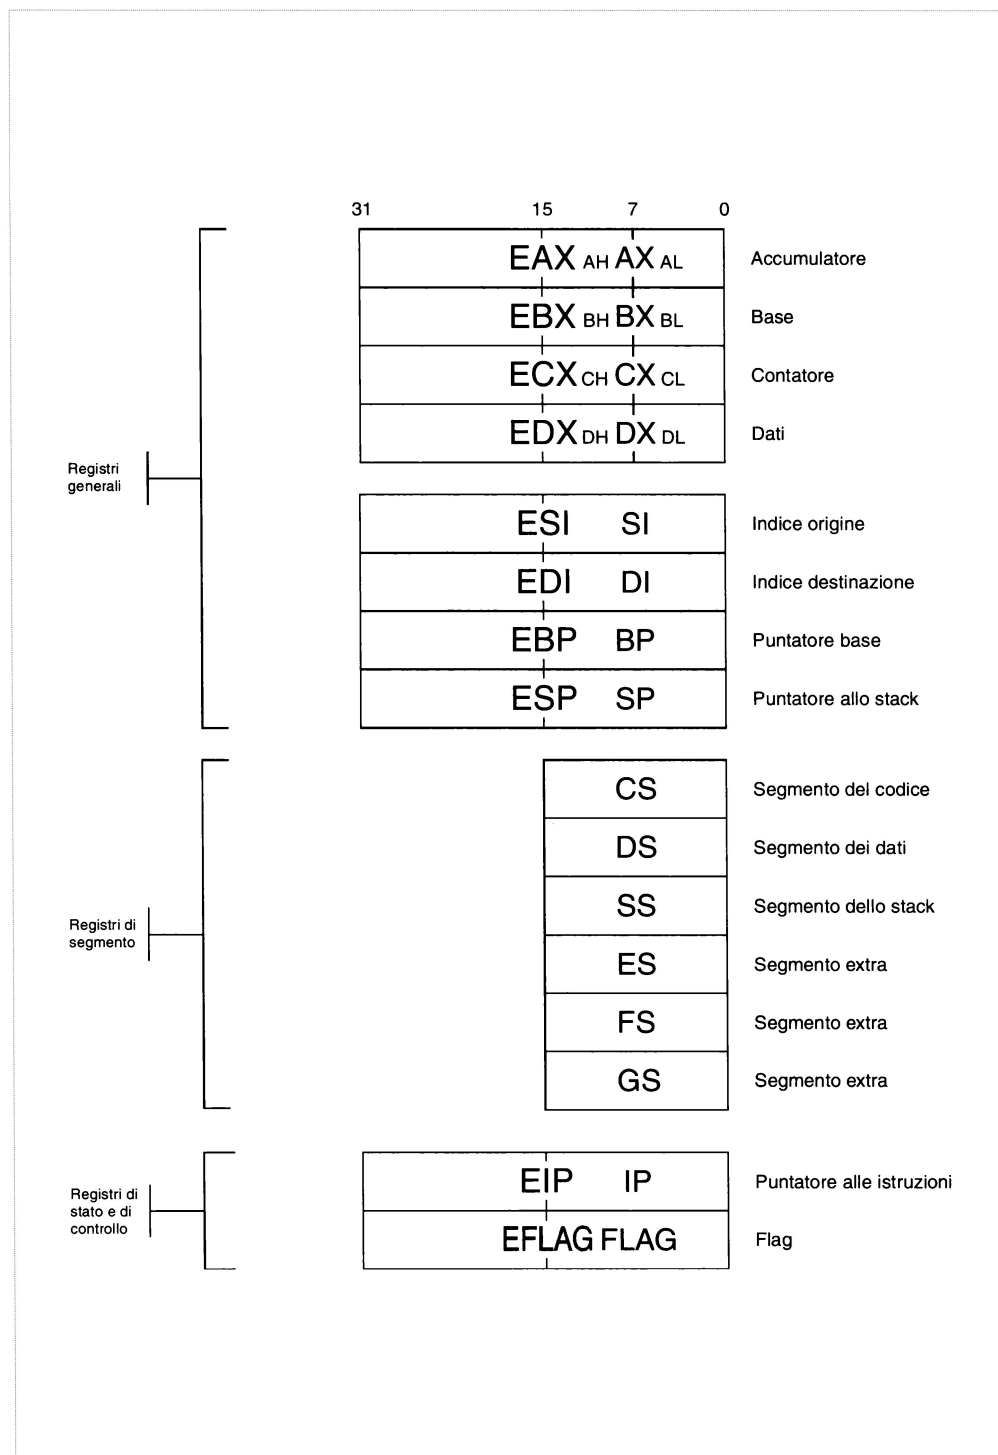 31 15 7 0
EAX AH AX AL Accumulatore
EBX BH BX BL Base
ECX CH CX CL Contatore
EDX DH DX DL Dati
Registri
generali
ESI SI Indice origine
EDI DI Indice destinazione
EBP BP Puntatore base
ESP SP Puntatore allo stack
CS Segmento del codice
DS Segmento dei dati
SS Segmento dello stack
Registri di
segmento
ES Segmento extra
FS Segmento extra
GS Segmento extra
EIP IP Puntatore alle istruzioni
Registri di
stato e di
controllo
EFLAG FLAG Flag